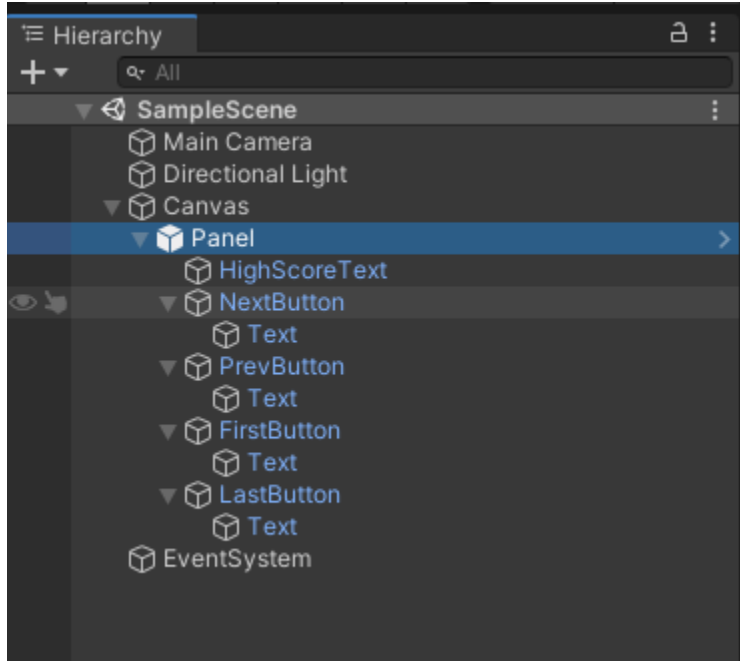 Hierarchy
All
SampleScene
Main Camera
Directional Light
Canvas
Panel
HighScoreText
NextButton
Text
PrevButton
Text
FirstButton
Text
LastButton
Text
EventSystem